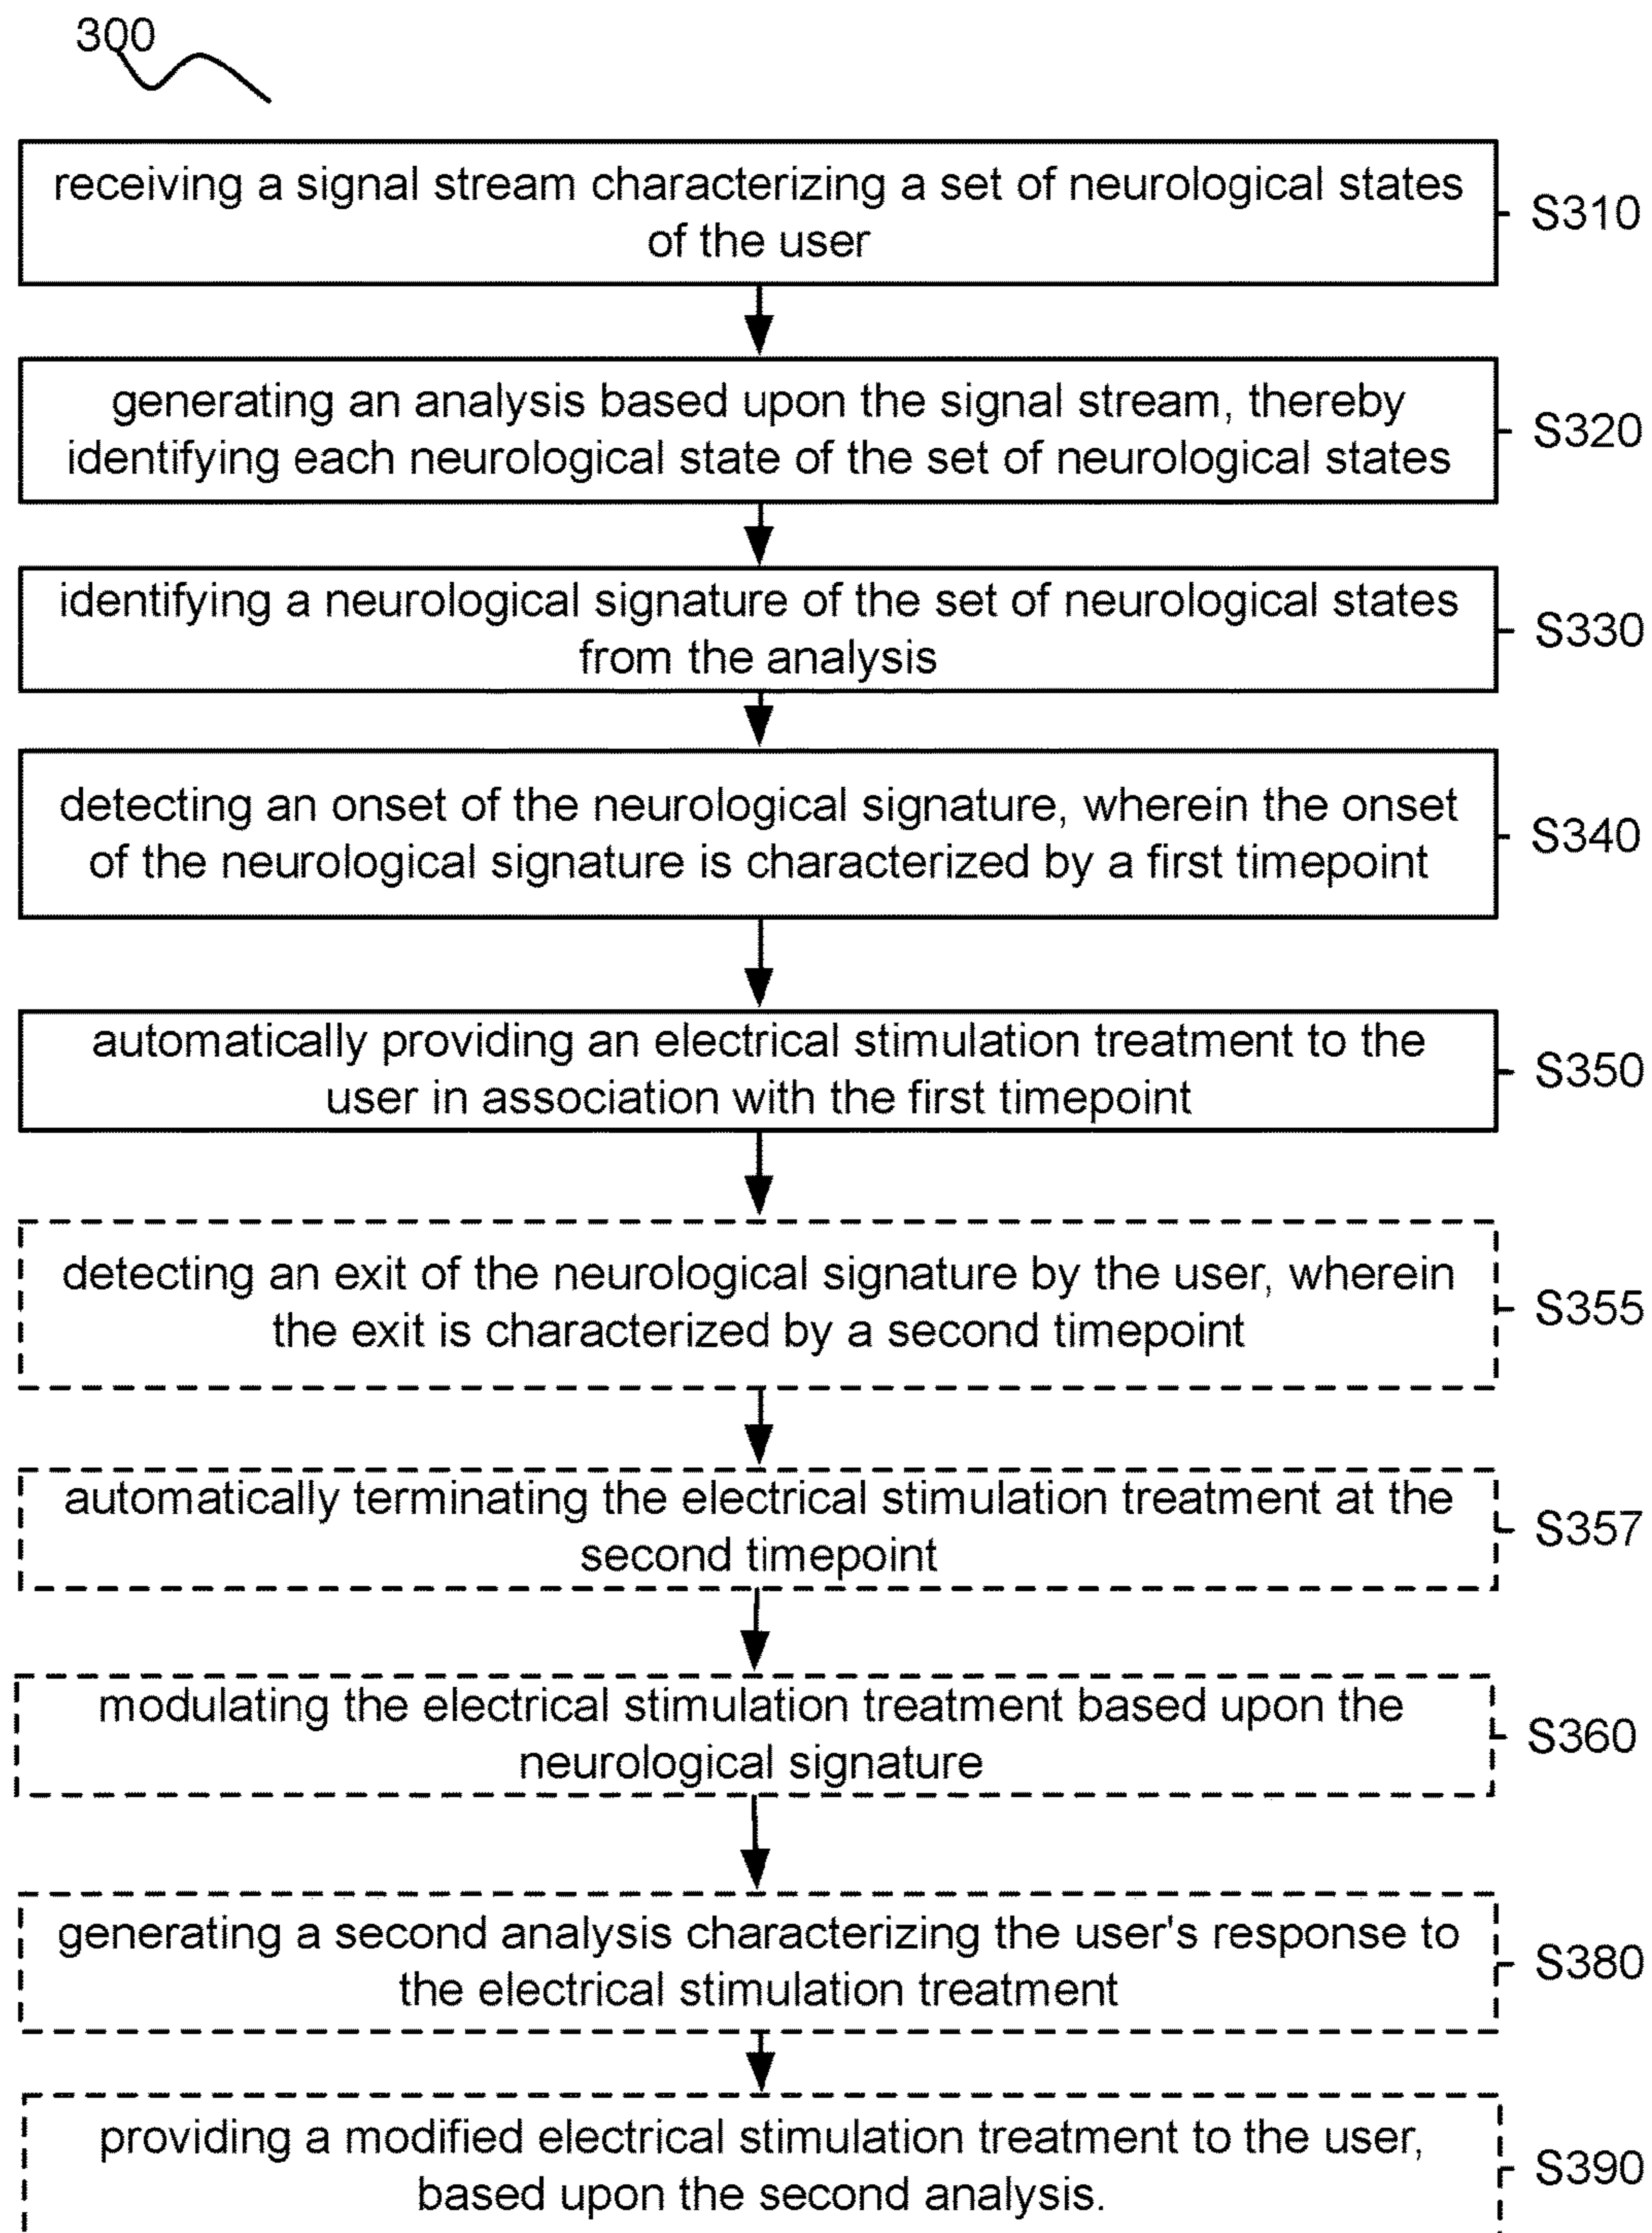 300
receiving a signal stream characterizing a set of neurological states
of the user
S310
generating an analysis based upon the signal stream, thereby
identifying each neurological state of the set of neurological states
S320
identifying a neurological signature of the set of neurological states
from the analysis
S330
detecting an onset of the neurological signature, wherein the onset
of the neurological signature is characterized by a first timepoint
S340
automatically providing an electrical stimulation treatment to the
user in association with the first timepoint
S350
detecting an exit of the neurological signature by the user, wherein
the exit is characterized by a second timepoint
S355
automatically terminating the electrical stimulation treatment at the
second timepoint
S357
modulating the electrical stimulation treatment based upon the
neurological signature
S360
generating a second analysis characterizing the user's response to
the electrical stimulation treatment
S380
providing a modified electrical stimulation treatment to the user,
based upon the second analysis.
S390